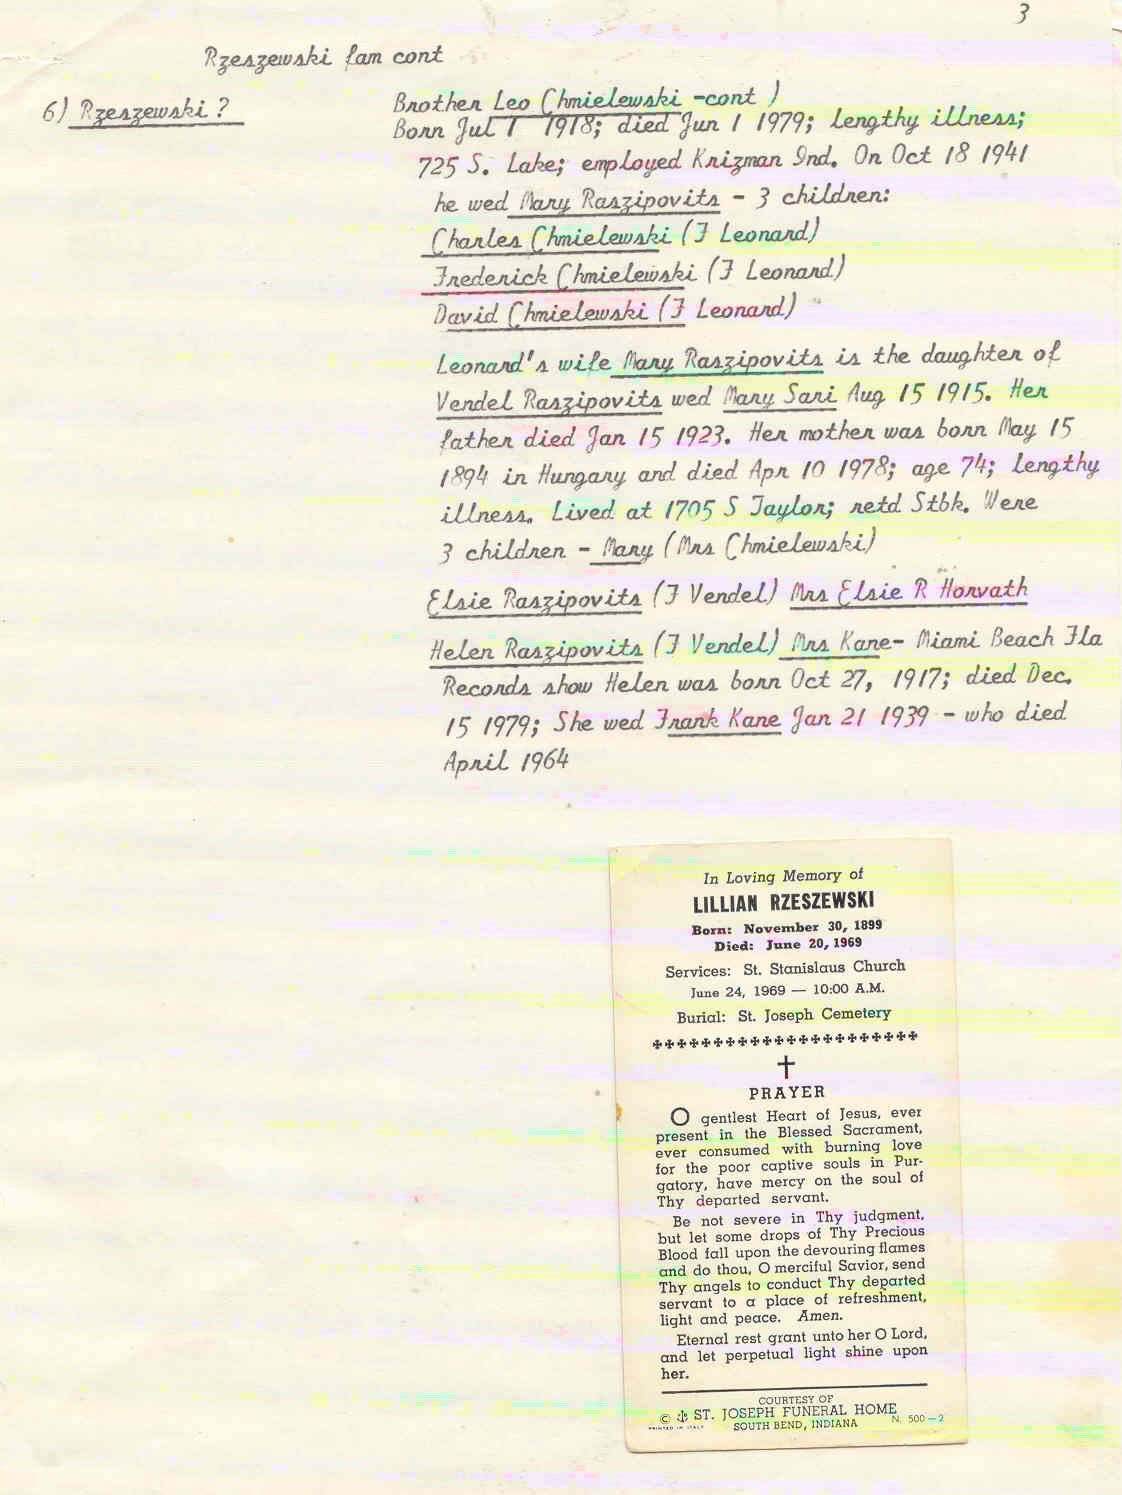 3
Rzeszewski fam cont
6) Rzeszewski ?
Brother Leo Chmielewski -cont )
Born Jul 1 1918; died Jun 1 1979; lengthy illness;
725 S. Lake; employed Krizman Ind. On Oct 18 1941
he wed Mary Raszipovits - 3 children:
Charles Chmielewski (F Leonard)
Frederick Chmielewski (F Leonard)
David Chmielewski (F Leonard)
Leonard's wife Mary Raszipovits is the daughter of
Vendel Raszipovits wed Mary Sari Aug 15 1915. Her
father died Jan 15 1923. Her mother was born May 15
1894 in Hungary and died Apr 10 1978; age 74; lengthy
illness. Lived at 1705 S Taylor; retd Stbk. Were
3 children - Mary (Mrs Chmielewski)
Elsie Raszipovits (F Vendel) Mrs Elsie R Horvath
Helen Raszipovits (F Vendel) Mrs Kane- Miami Beach Fla
Records show Helen was born Oct 27, 1917; died Dec.
15 1979; She wed Frank Kane Jan 21 1939 - who died
April 1964
In Loving Memory of
LILLIAN RZESZEWSKI
Born: November 30, 1899
Died: June 20, 1969
Services: St. Stanislaus Church
June 24, 1969 — 10:00 A.M.
Burial: St. Joseph Cemetery
PRAYER
O gentlest Heart of Jesus, ever
present in the Blessed Sacrament,
ever consumed with burning love
for the poor captive souls in Pur-
gatory, have mercy on the soul of
Thy departed servant.
Be not severe in Thy judgment,
but let some drops of Thy Precious
Blood fall upon the devouring flames
and do thou, O merciful Savior, send
Thy angels to conduct Thy departed
servant to a place of refreshment,
light and peace. Amen.
Eternal rest grant unto her O Lord,
and let perpetual light shine upon
her.
COURTESY OF
© ST. JOSEPH FUNERAL HOME N. 500-2
PRINTED IN ITALY SOUTH BEND, INDIANA